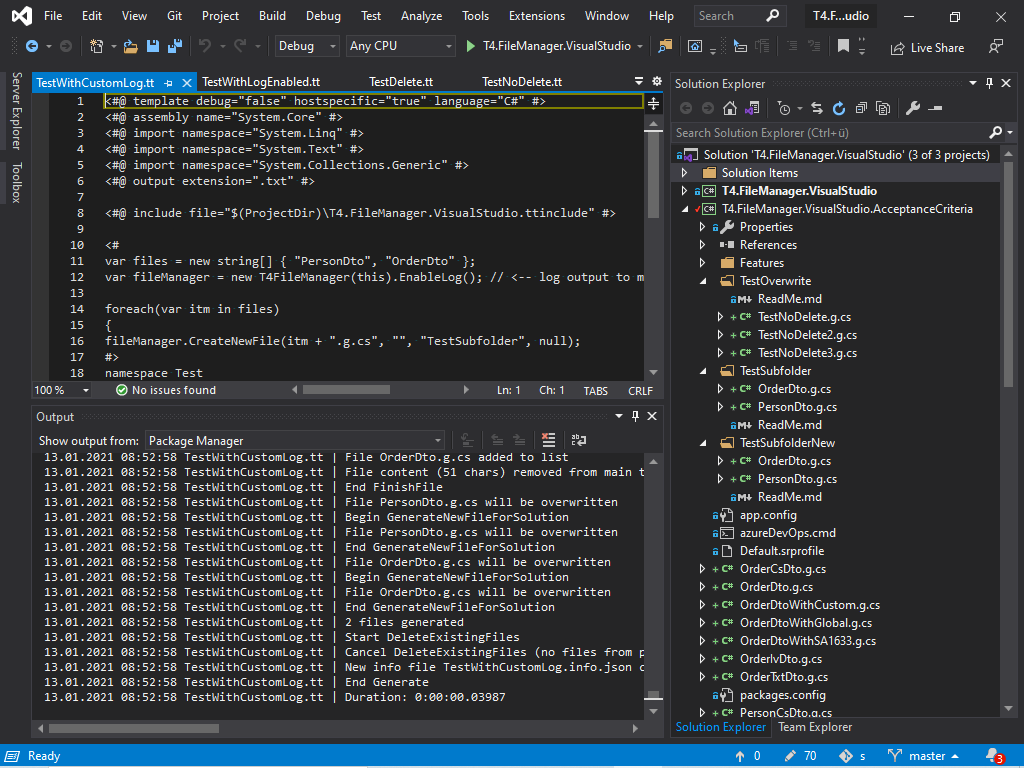 File Edit View Git Project Build Debug Test Analyze Tools Extensions Window Help Search T4.F...udio
Debug Any CPU T4.FileManager.VisualStudio Live Share
Server Explorer
Toolbox
TestWithCustomLog.tt TestWithLogEnabled.tt TestDelete.tt TestNoDelete.tt
1 <#@ template debug="false" hostspecific="true" language="C#" #>
2 <#@ assembly name="System.Core" #>
3 <#@ import namespace="System.Linq" #>
4 <#@ import namespace="System.Text" #>
5 <#@ import namespace="System.Collections.Generic" #>
6 <#@ output extension=".txt" #>
7
8 <#@ include file="$(ProjectDir)\T4.FileManager.VisualStudio.ttinclude" #>
9
10 <#
11 var files = new string[] { "PersonDto", "OrderDto" };
12 var fileManager = new T4FileManager(this).EnableLog(); // <-- log output to m
13
14 foreach(var itm in files)
15 {
16 fileManager.CreateNewFile(itm + ".g.cs", "", "TestSubfolder", null);
17 #>
18 namespace Test
100 % No issues found Ln: 1 Ch: 1 TABS CRLF
Output
Show output from: Package Manager
13.01.2021 08:52:58 TestWithCustomLog.tt | File OrderDto.g.cs added to list
13.01.2021 08:52:58 TestWithCustomLog.tt | File content (51 chars) removed from main t
13.01.2021 08:52:58 TestWithCustomLog.tt | End FinishFile
13.01.2021 08:52:58 TestWithCustomLog.tt | File PersonDto.g.cs will be overwritten
13.01.2021 08:52:58 TestWithCustomLog.tt | Begin GenerateNewFileForSolution
13.01.2021 08:52:58 TestWithCustomLog.tt | File PersonDto.g.cs will be overwritten
13.01.2021 08:52:58 TestWithCustomLog.tt | End GenerateNewFileForSolution
13.01.2021 08:52:58 TestWithCustomLog.tt | File OrderDto.g.cs will be overwritten
13.01.2021 08:52:58 TestWithCustomLog.tt | Begin GenerateNewFileForSolution
13.01.2021 08:52:58 TestWithCustomLog.tt | File OrderDto.g.cs will be overwritten
13.01.2021 08:52:58 TestWithCustomLog.tt | End GenerateNewFileForSolution
13.01.2021 08:52:58 TestWithCustomLog.tt | 2 files generated
13.01.2021 08:52:58 TestWithCustomLog.tt | Start DeleteExistingFiles
13.01.2021 08:52:58 TestWithCustomLog.tt | Cancel DeleteExistingFiles (no files from p
13.01.2021 08:52:58 TestWithCustomLog.tt | New info file TestWithCustomLog.info.json c
13.01.2021 08:52:58 TestWithCustomLog.tt | End Generate
13.01.2021 08:52:58 TestWithCustomLog.tt | Duration: 0:00:00.03987
Solution Explorer
Search Solution Explorer (Ctrl+ü)
Solution 'T4.FileManager.VisualStudio' (3 of 3 projects)
Solution Items
C# T4.FileManager.VisualStudio
C# T4.FileManager.VisualStudio.AcceptanceCriteria
Properties
References
Features
TestOverwrite
M+ ReadMe.md
+ C# TestNoDelete.g.cs
+ C# TestNoDelete2.g.cs
+ C# TestNoDelete3.g.cs
TestSubfolder
+ C# OrderDto.g.cs
+ C# PersonDto.g.cs
M+ ReadMe.md
TestSubfolderNew
+ C# OrderDto.g.cs
+ C# PersonDto.g.cs
M+ ReadMe.md
app.config
azureDevOps.cmd
Default.srprofile
+ C# OrderCsDto.g.cs
+ C# OrderDto.g.cs
+ C# OrderDtoWithCustom.g.cs
+ C# OrderDtoWithGlobal.g.cs
+ C# OrderDtoWithSA1633.g.cs
+ C# OrderlvDto.g.cs
+ C# OrderTxtDto.g.cs
packages.config
+ C# PersonCsDto.g.cs
Solution Explorer Team Explorer
Ready 0 70 s master 3